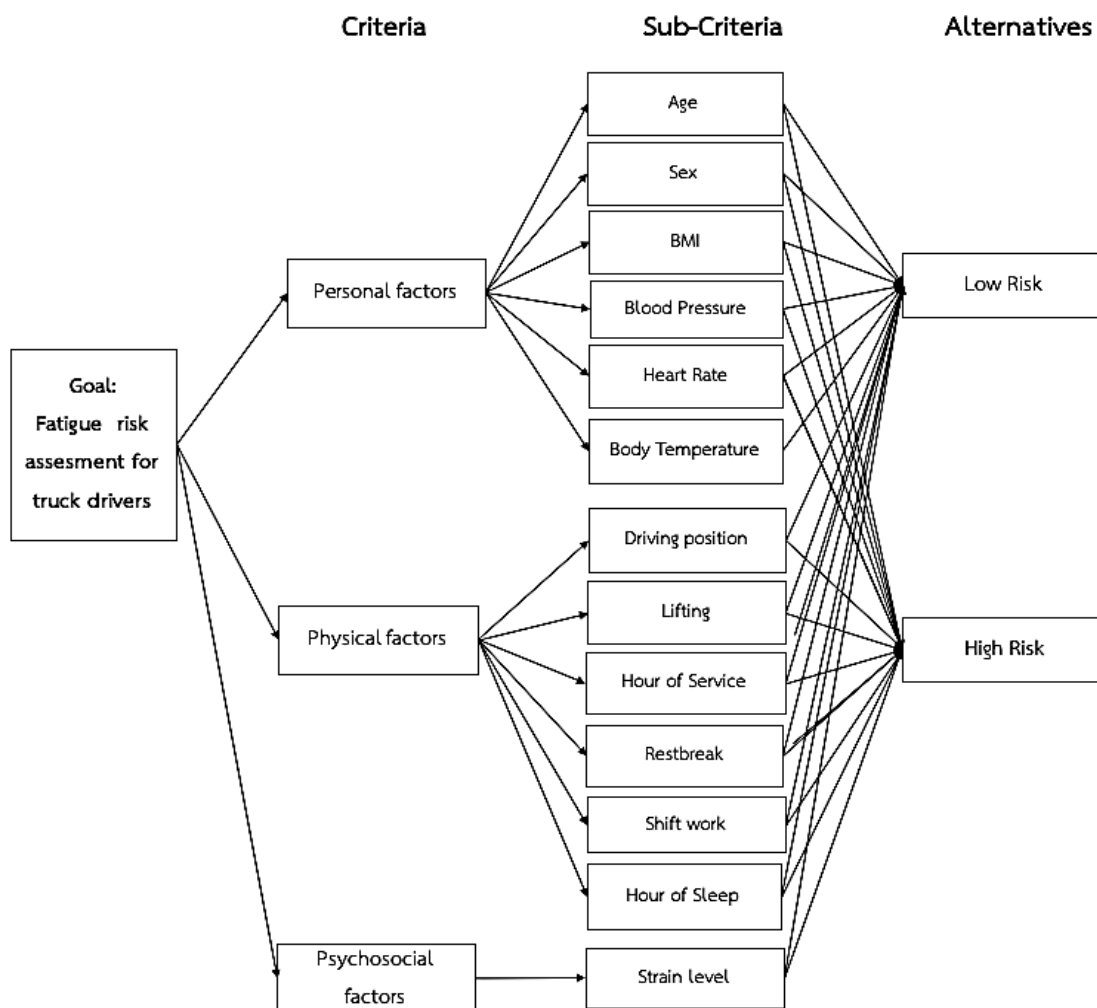 Criteria
Sub-Criteria
Alternatives
Goal:
Fatigue risk
assesment for
truck drivers
Personal factors
Physical factors
Psychosocial
factors
Age
Sex
BMI
Blood Pressure
Heart Rate
Body Temperature
Driving position
Lifting
Hour of Service
Restbreak
Shift work
Hour of Sleep
Strain level
Low Risk
High Risk